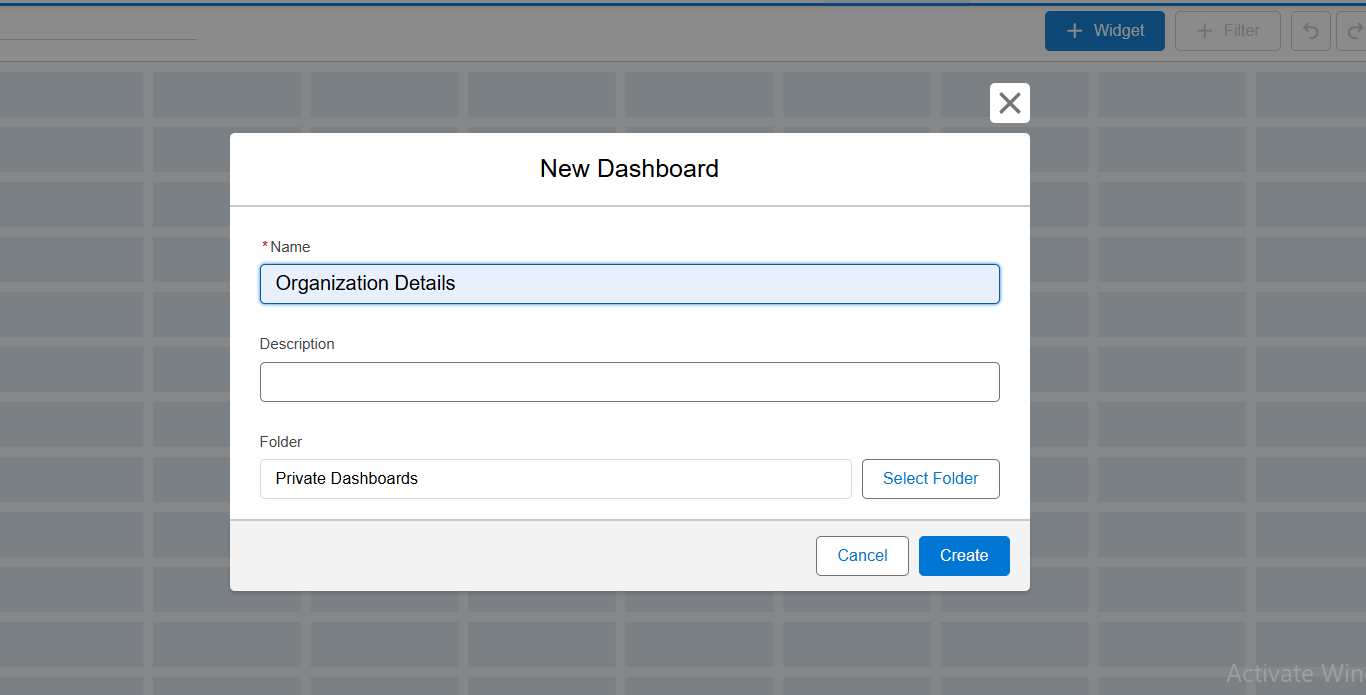 + Widget
+ Filter
New Dashboard
*Name
Organization Details
Description
Folder
Private Dashboards
Select Folder
Cancel
Create
Activate Win